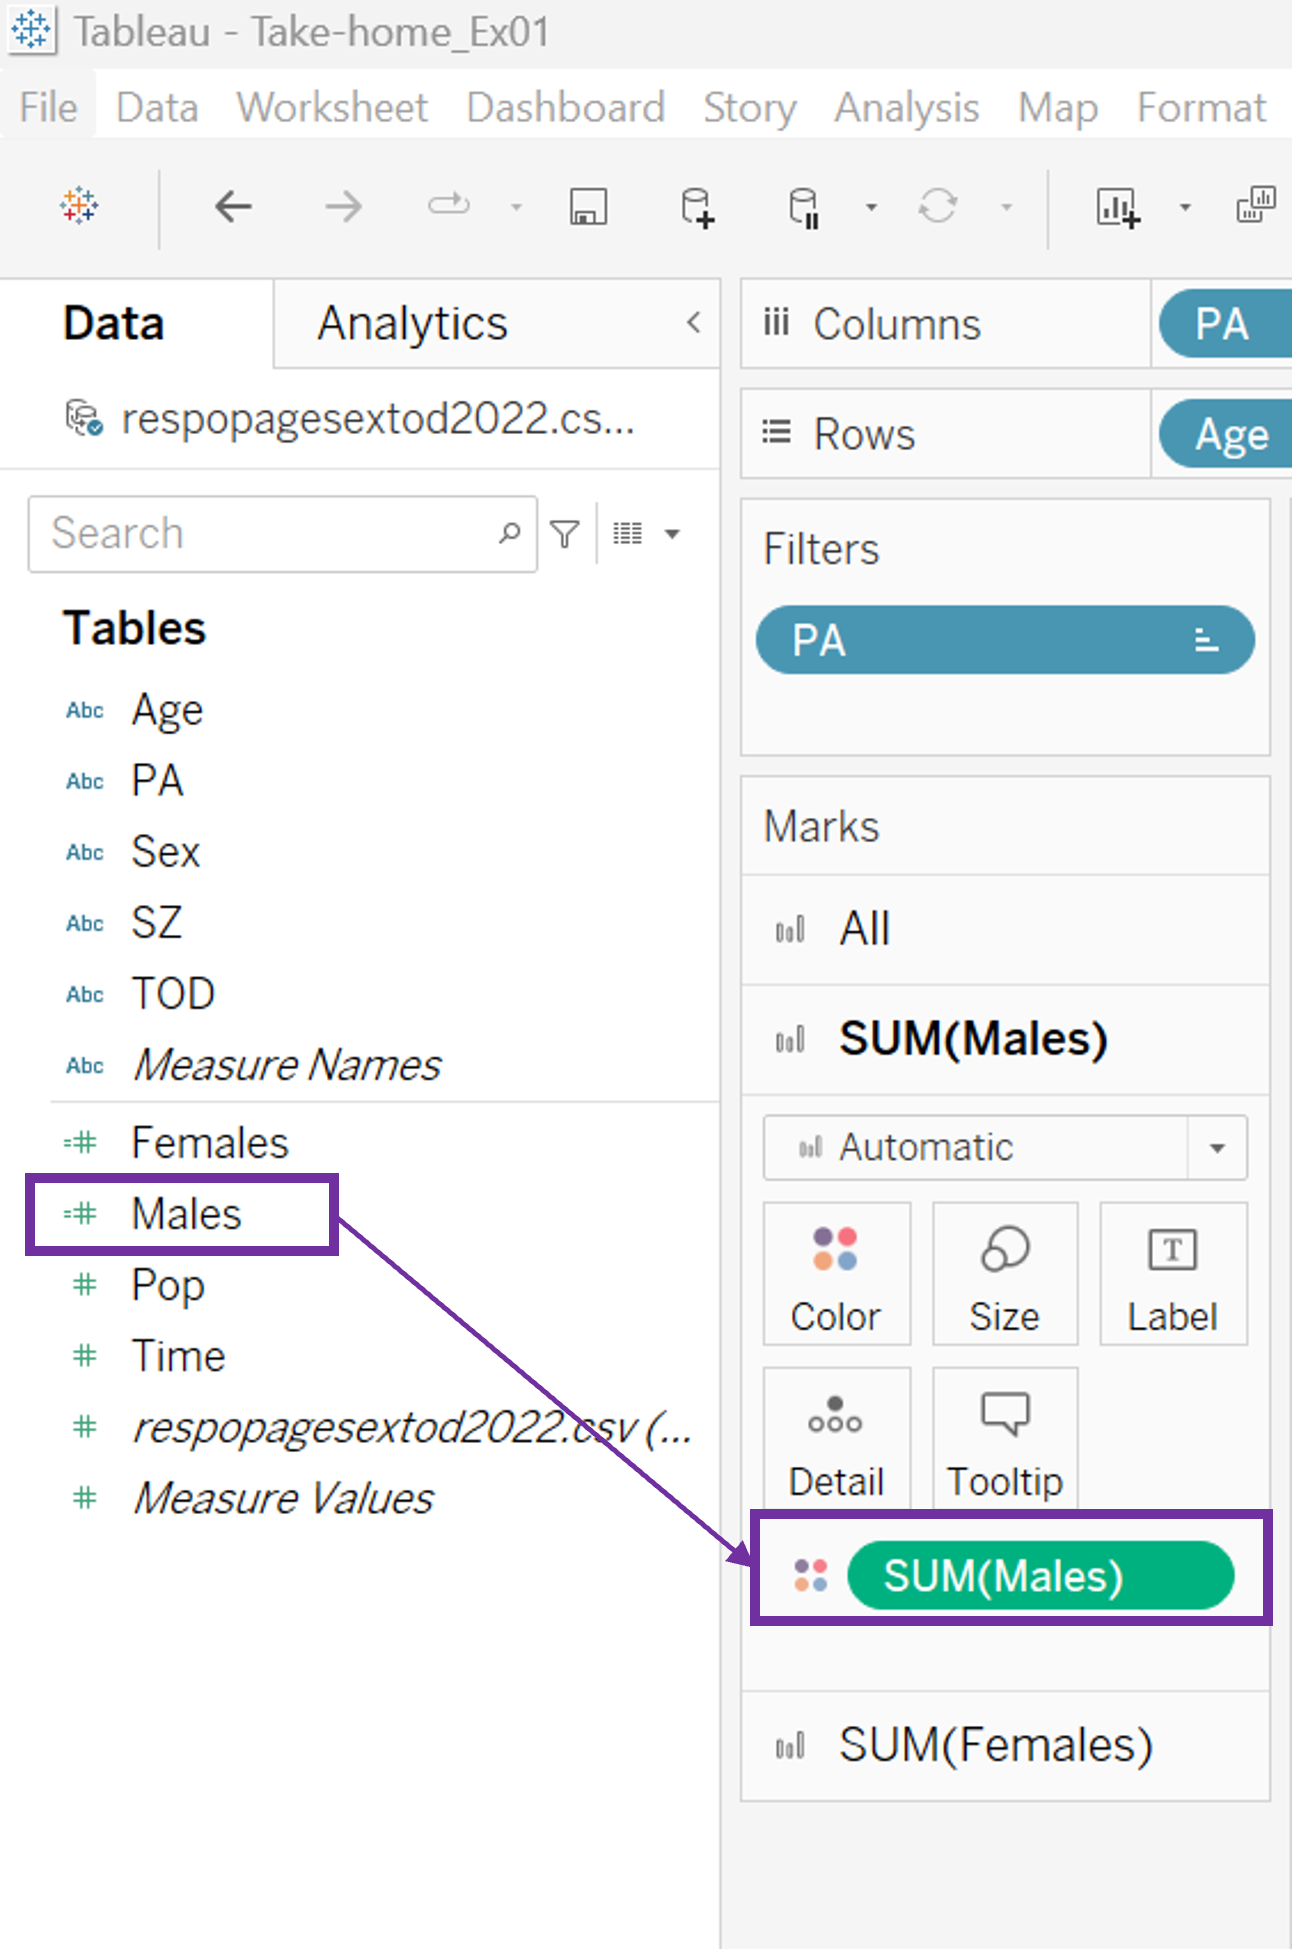 Tableau - Take-home_Ex01
File Data Worksheet Dashboard Story Analysis Map Format
Data Analytics
respopagesextod2022.cs...
Search
Tables
Abc Age
Abc PA
Abc Sex
Abc SZ
Abc TOD
Abc Measure Names
=# Females
=# Males
# Pop
# Time
# respopagesextod2022.csv (...
# Measure Values
Columns PA
Rows Age
Filters
PA
Marks
All
SUM(Males)
Automatic
Color Size T Label
Detail Tooltip
SUM(Males)
SUM(Females)